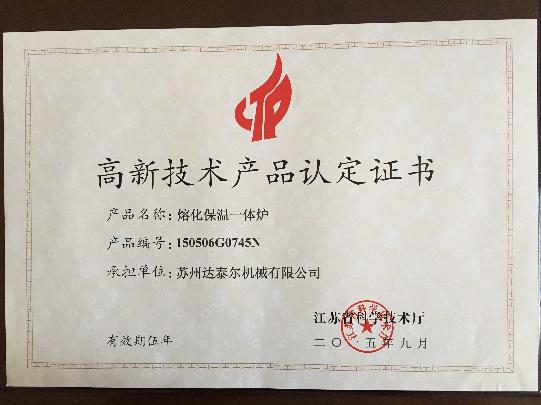 高新技术产品认定证书
产品名称：熔化保温一体炉
产品编号：150506G0745N
承担单位：苏州达泰尔机械有限公司
江苏省科学技术厅
有效期伍年
二〇一五年九月